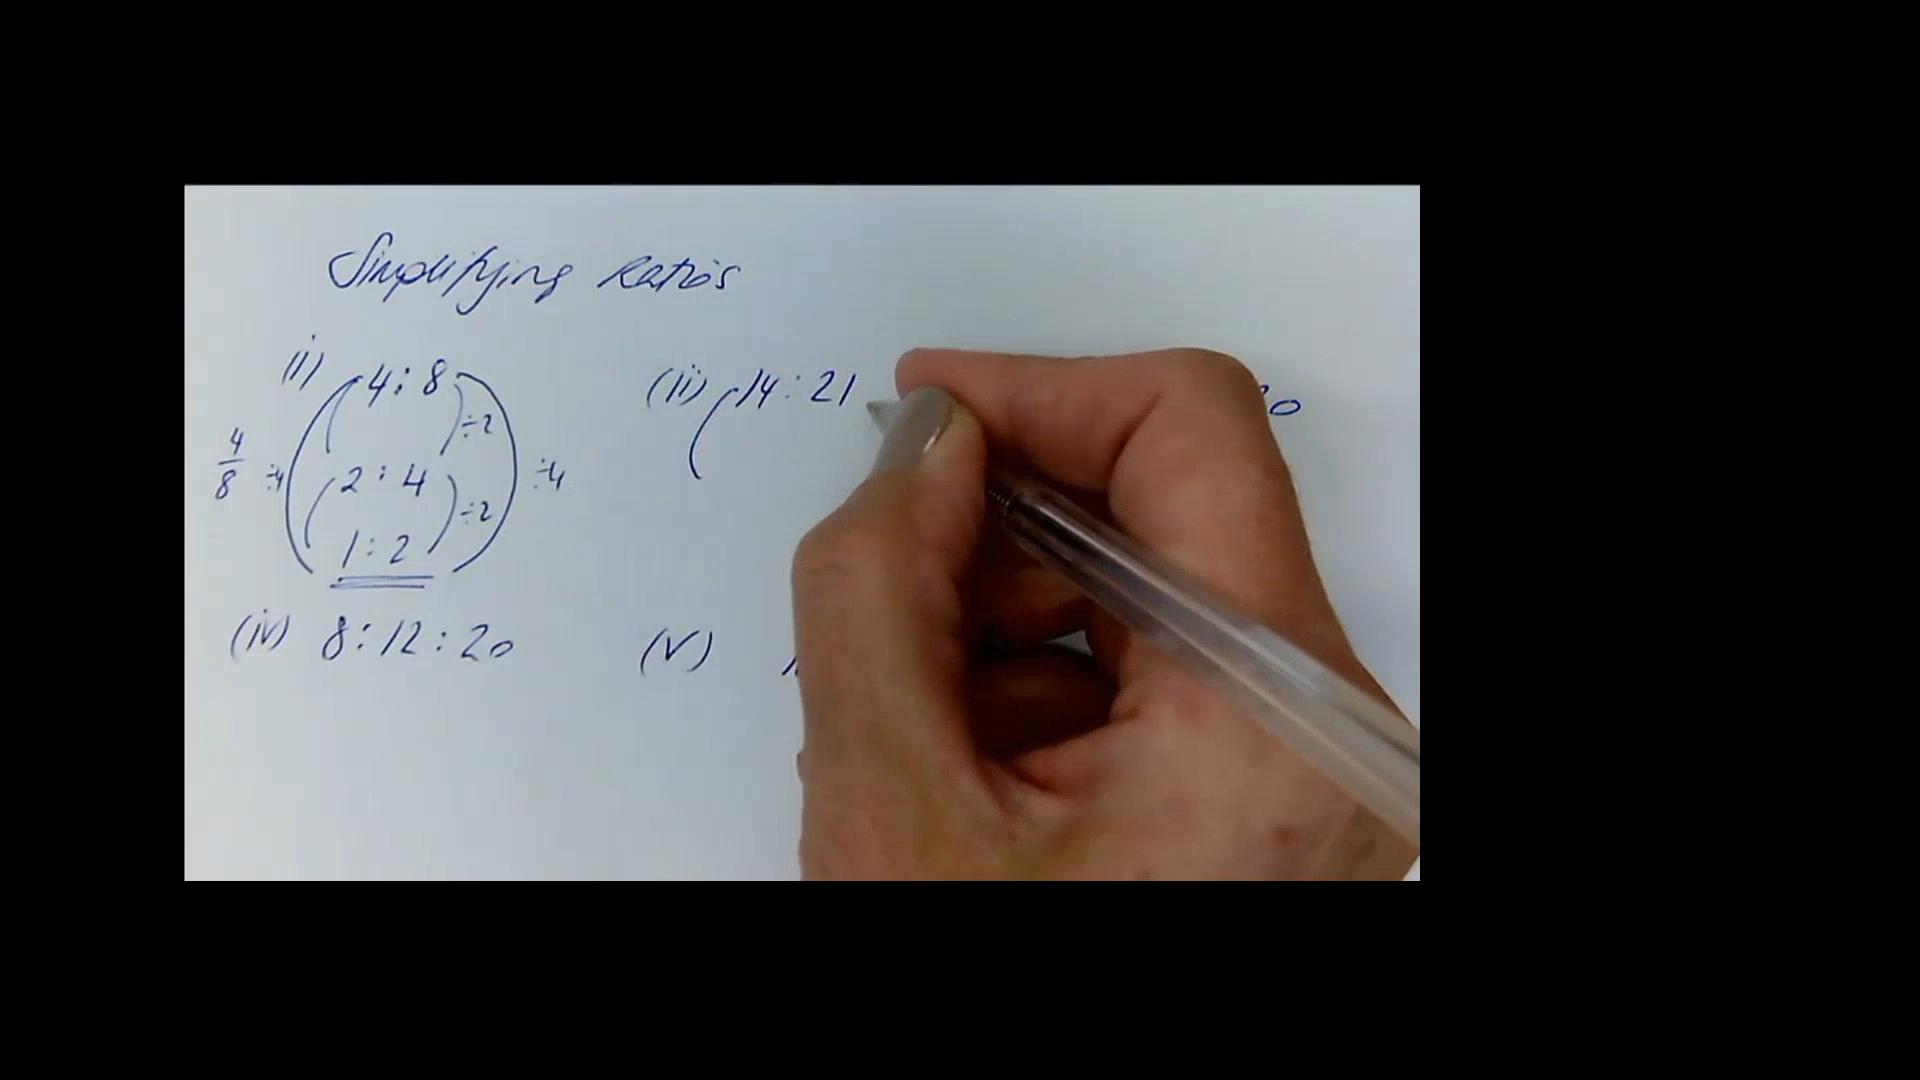 Simplifying Ratios
(i) 4 : 8
÷2
4/8 ÷4 2 : 4 ÷4
÷2
1 : 2
(ii) 14 : 21
(iv) 8 : 12 : 20
(v)